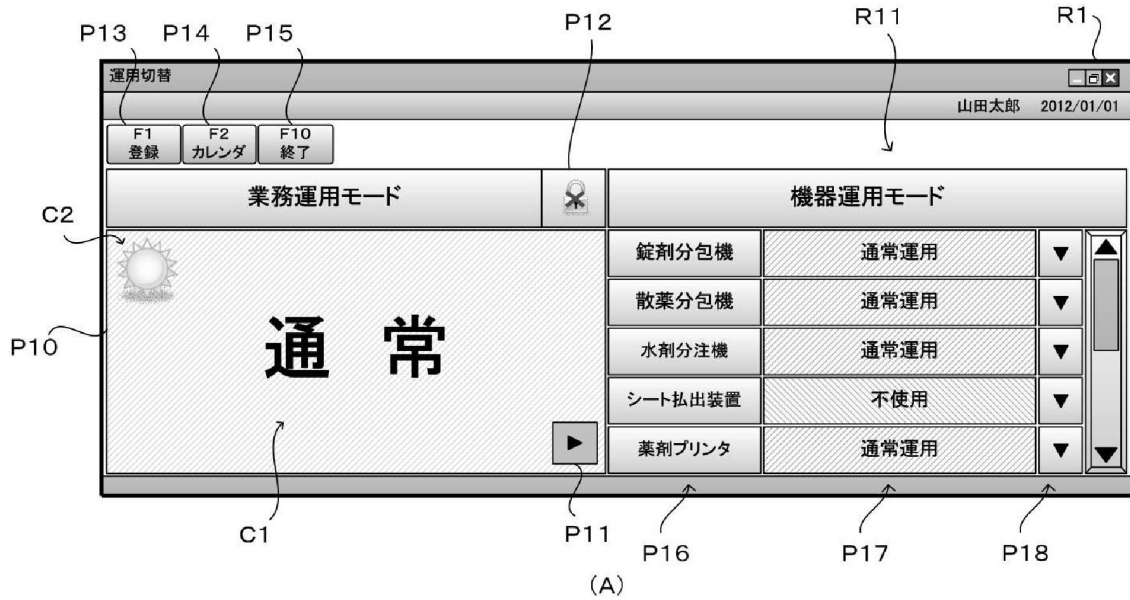 P13 P14 P15 P12 R11 R1
運用切替
山田太郎 2012/01/01
F1 F2 F10
登録 カレンダ 終了
業務運用モード 機器運用モード
C2
錠剤分包機 通常運用 ▼
散薬分包機 通常運用 ▼
P10
通 常
水剤分注機 通常運用 ▼
シート払出装置 不使用 ▼
薬剤プリンタ 通常運用 ▼
C1 P11 P16 P17 P18
(A)